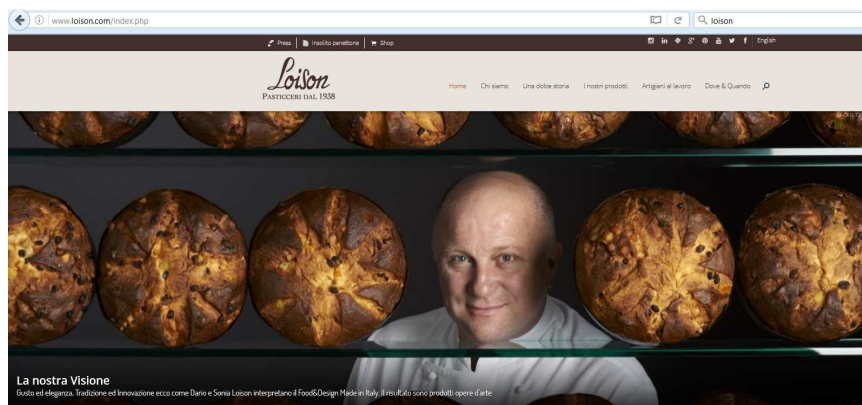 www.loison.com/index.php
loison
Press
Insolito panettone
Shop
English
Loison
PASTICCERI DAL 1938
Home Chi siamo Una dolce storia I nostri prodotti Artigiani al lavoro Dove & Quando
La nostra Visione
Gusto ed eleganza, Tradizione ed Innovazione ecco come Dario e Sonia Loison interpretano il Food&Design Made in Italy. Il risultato sono prodotti opere d'arte